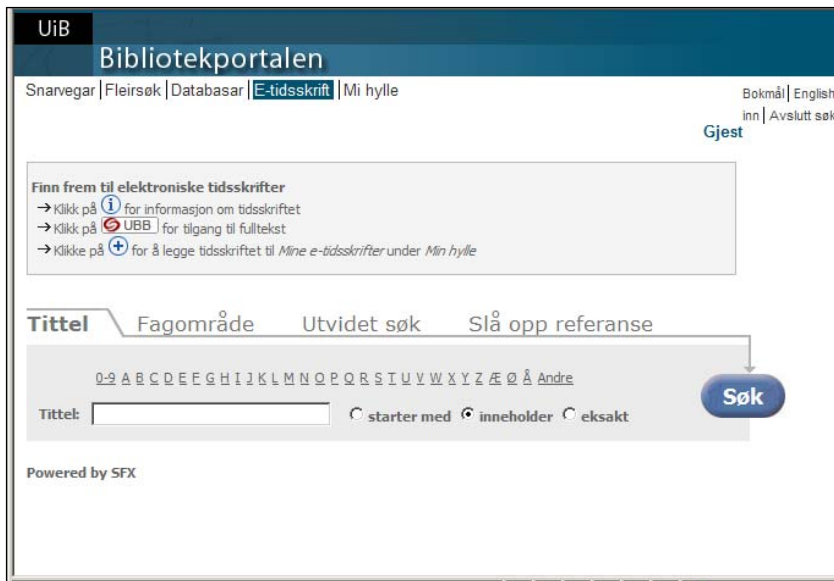 UiB
Bibliotekportalen
Snarvegar | Fleirsøk | Databasar | E-tidsskrift | Mi hylle
Bokmål | English
inn | Avslutt søk
Gjest
Finn frem til elektroniske tidsskrifter
→ Klikk på i for informasjon om tidsskriftet
→ Klikk på S UBB for tilgang til fulltekst
→ Klikke på + for å legge tidsskriftet til Mine e-tidsskrifter under Min hylle
Tittel Fagområde Utvidet søk Slå opp referanse
0-9 A B C D E F G H I J K L M N O P Q R S T U V W X Y Z Æ Ø Å Andre
Tittel: starter med inneholder eksakt
Søk
Powered by SFX